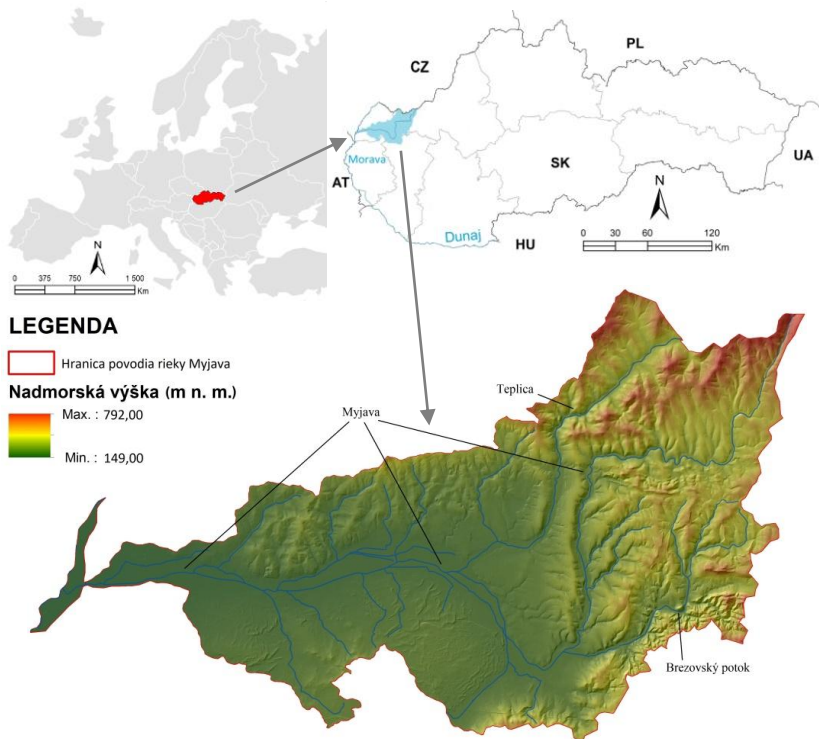 N
0 375 750 1 500
Km
PL
CZ
Morava
AT
SK
UA
Dunaj
HU
N
0 30 60 120
Km
LEGENDA
Hranica povodia rieky Myjava
Nadmorská výška (m n. m.)
Max. : 792,00
Min. : 149,00
Teplica
Myjava
Brezovský potok